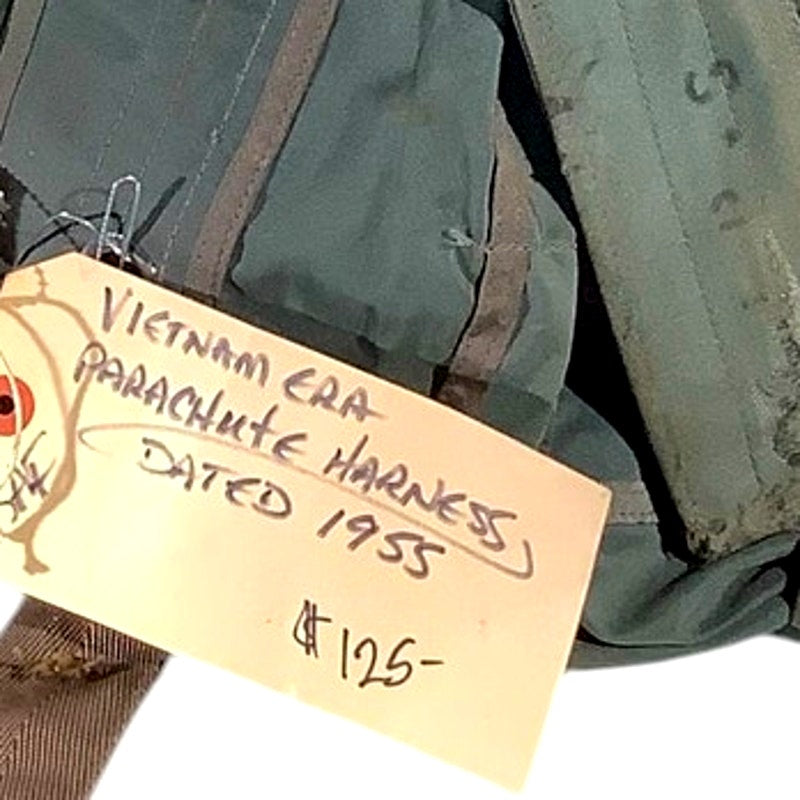 VIETNAM ERA
PARACHUTE HARNESS
DATED 1955
$125-